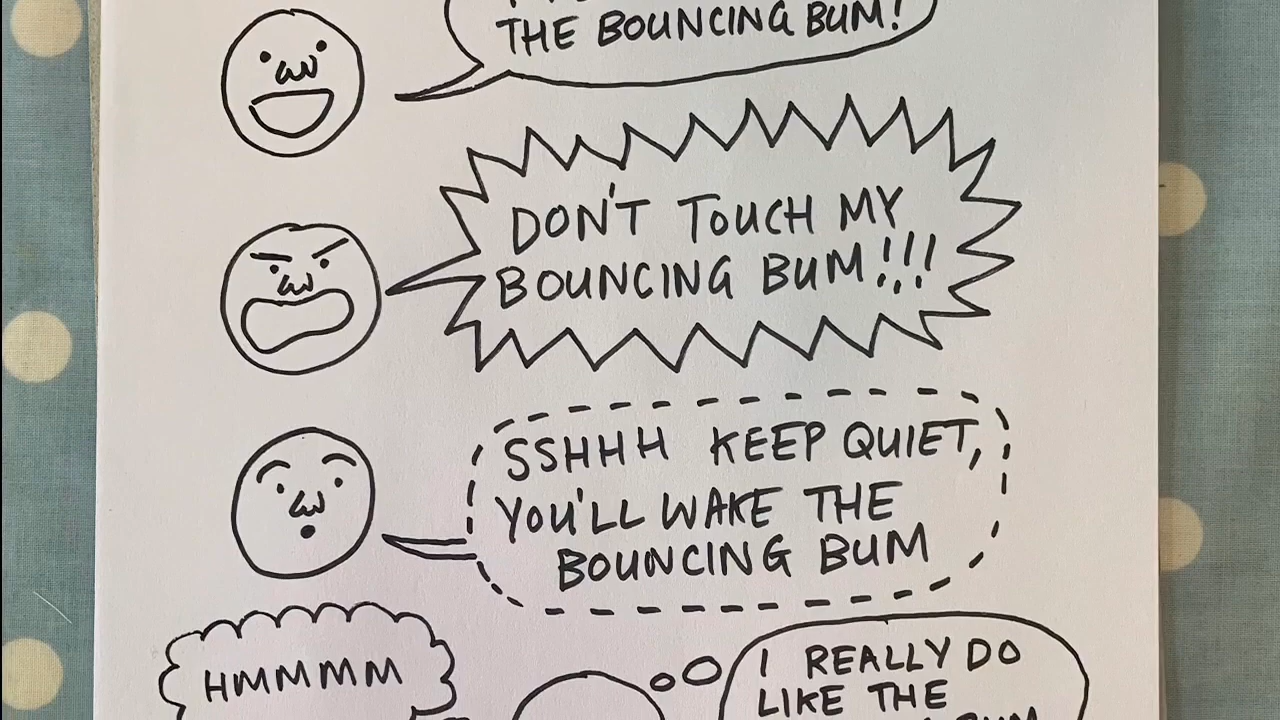 THE BOUNCING BUM!
DON'T TOUCH MY
BOUNCING BUM!!!
SSHHH KEEP QUIET,
YOU'LL WAKE THE
BOUNCING BUM
HMMMM
I REALLY DO
LIKE THE
BUM